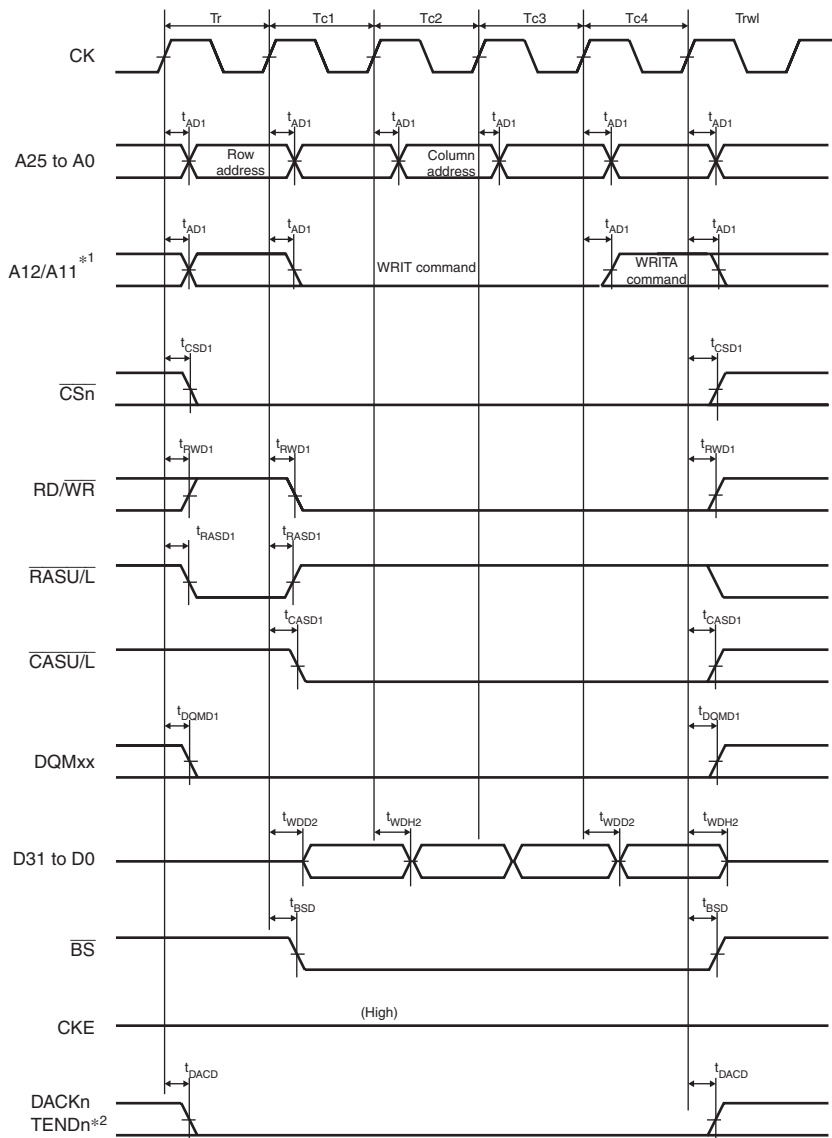 Tr Tc1 Tc2 Tc3 Tc4 Trwl
CK
tAD1 tAD1 tAD1 tAD1 tAD1 tAD1
A25 to A0
Row
address
Column
address
tAD1 tAD1 tAD1 tAD1
A12/A11*1
WRIT command
WRITA
command
tCSD1 tCSD1
CSn
tRWD1 tRWD1 tRWD1
RD/WR
tRASD1 tRASD1
RASU/L
tCASD1 tCASD1
CASU/L
tDQMD1 tDQMD1
DQMxx
tWDD2 tWDH2 tWDD2 tWDH2
D31 to D0
tBSD tBSD
BS
(High)
CKE
tDACD tDACD
DACKn
TENDn*2